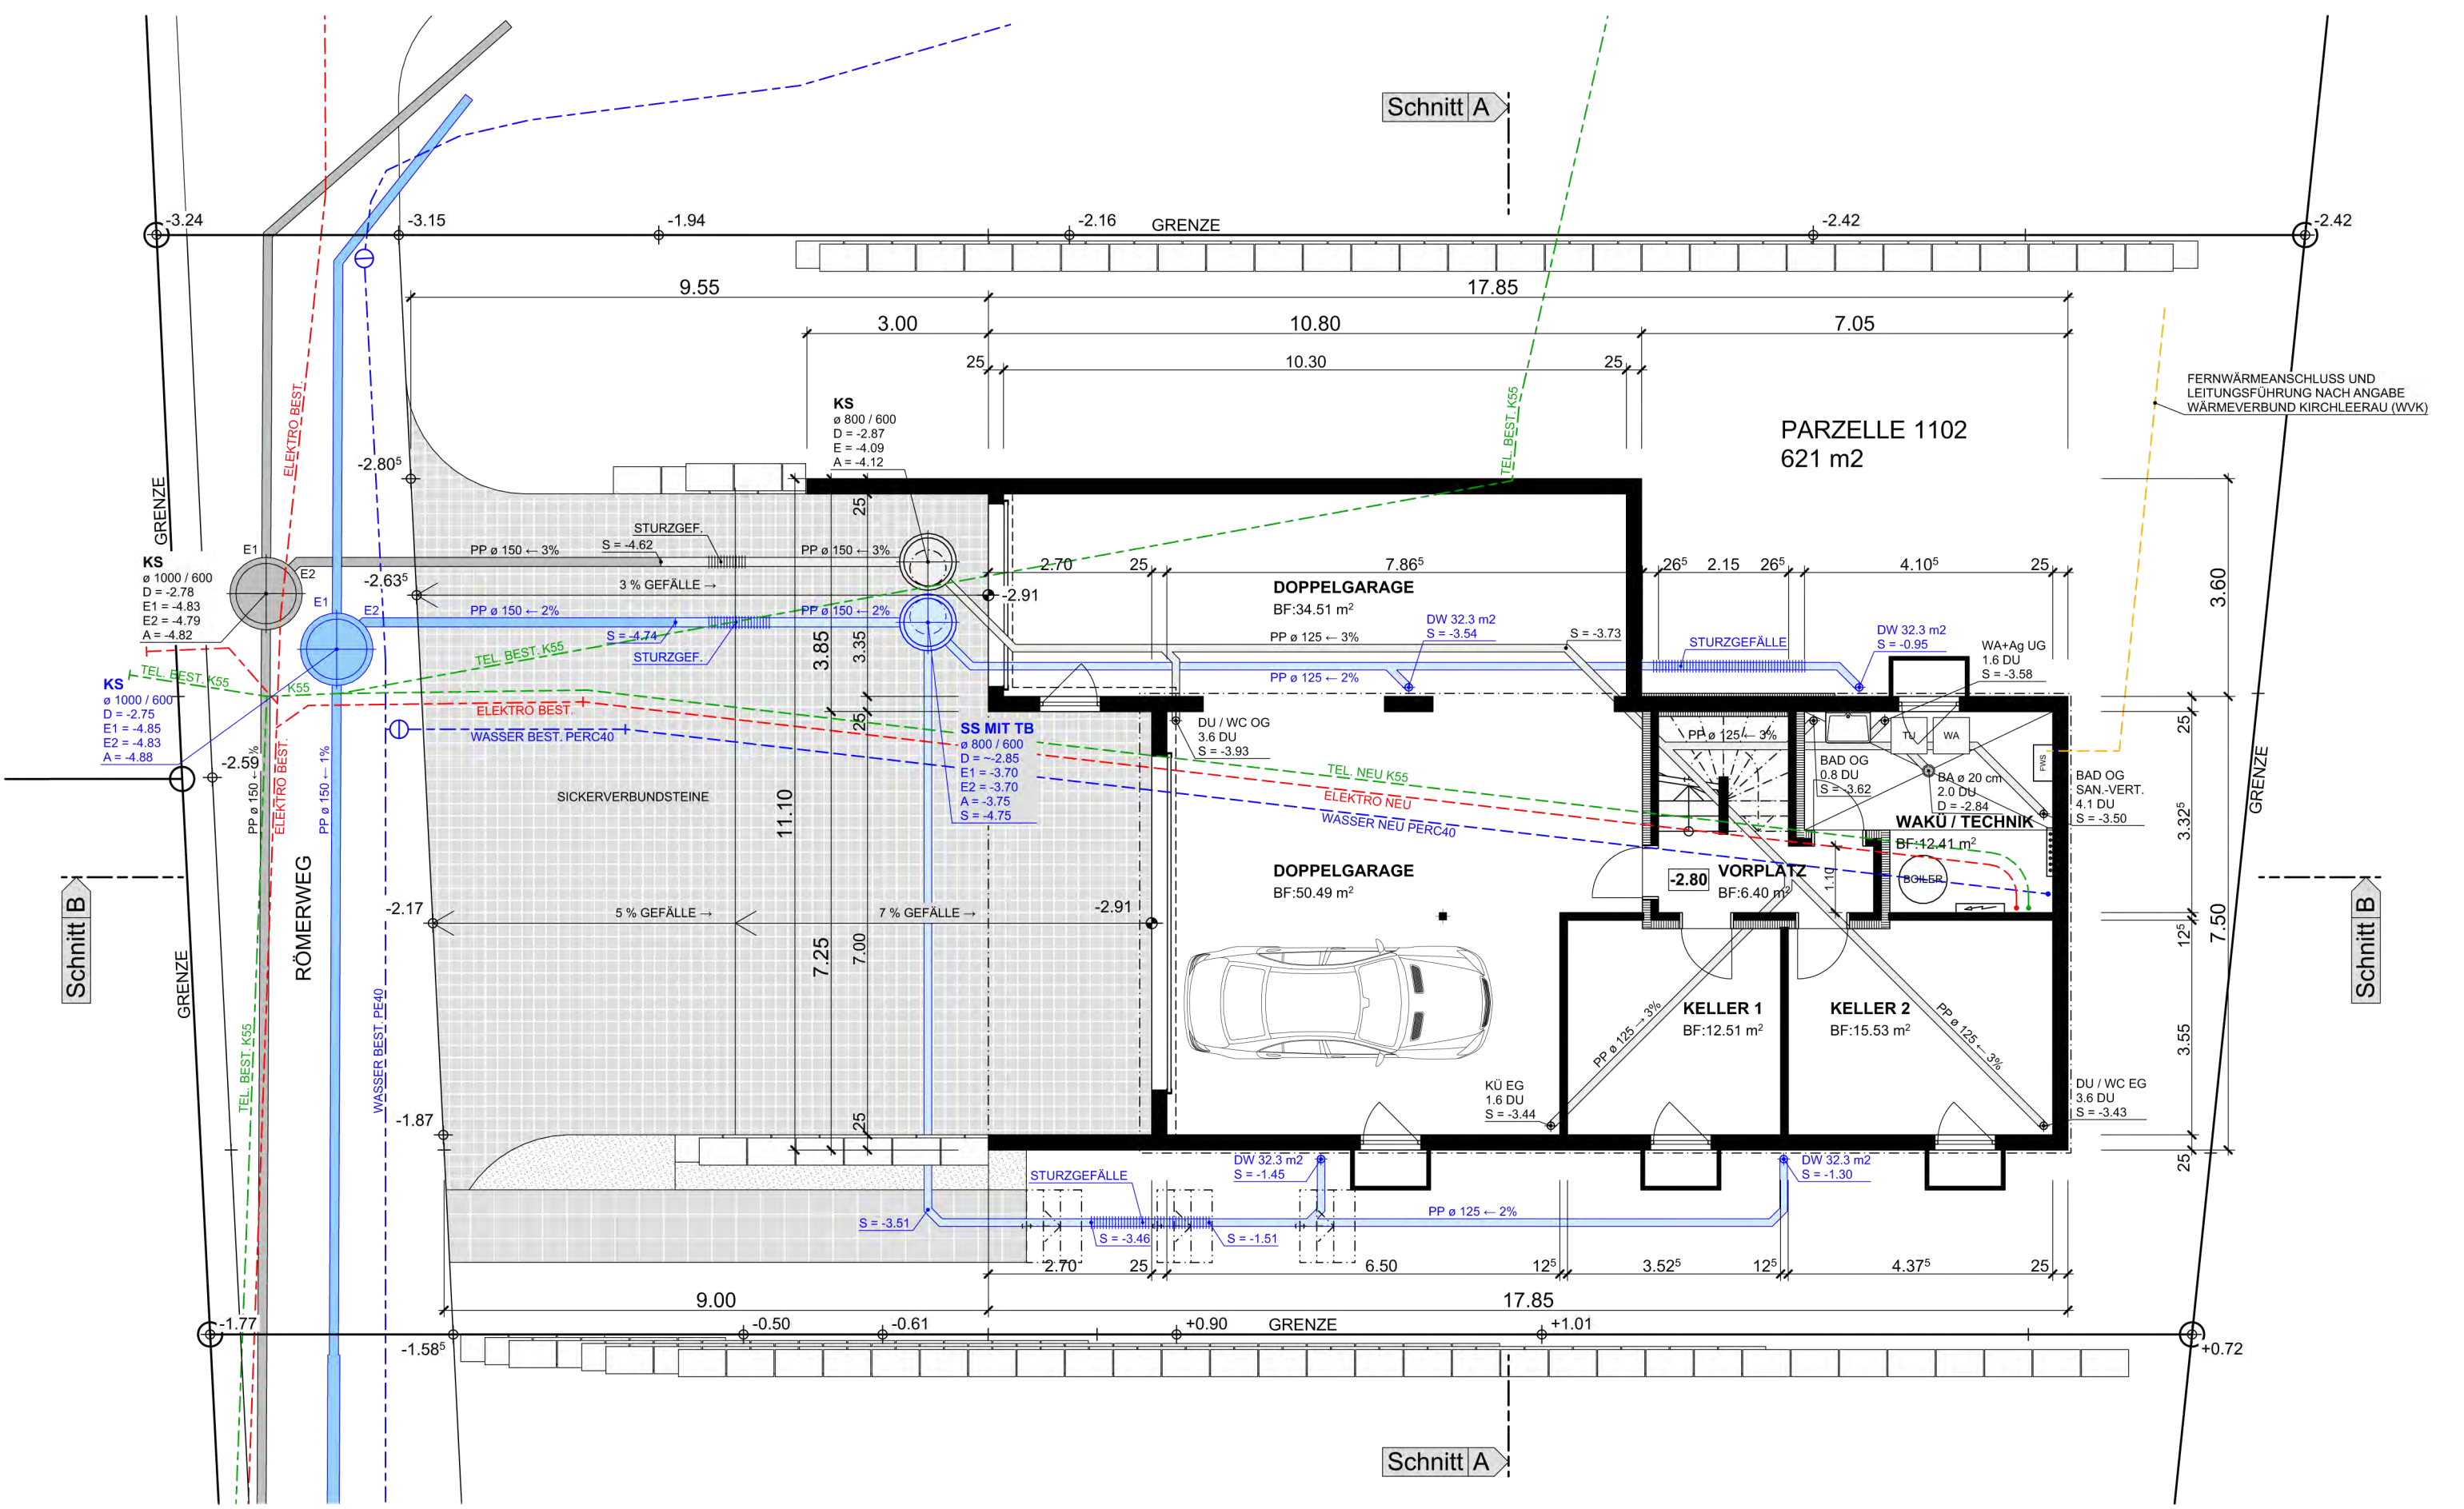 Schnitt A
-3.24
-3.15
-1.94
-2.16
GRENZE
-2.42
-2.42
9.55
17.85
3.00
10.80
7.05
25
10.30
25
ELEKTRO BEST.
TEL. BEST. K55
FERNWÄRMEANSCHLUSS UND
LEITUNGSFÜHRUNG NACH ANGABE
WÄRMEVERBUND KIRCHLEERAU (WVK)
KS
ø 800 / 600
D = -2.87
E = -4.09
A = -4.12
PARZELLE 1102
621 m2
-2.80⁵
GRENZE
25
STURZGEF.
S = -4.62
PP ø 150 ← 3%
PP ø 150 ← 3%
E1
E2
KS
ø 1000 / 600
D = -2.78
E1 = -4.83
E2 = -4.79
A = -4.82
-2.63⁵
3 % GEFÄLLE →
-2.91
2.70
25
7.86⁵
26⁵
2.15
26⁵
4.10⁵
25
3.60
DOPPELGARAGE
BF:34.51 m²
E1
E2
PP ø 150 ← 2%
PP ø 150 ← 2%
S = -4.74
STURZGEF.
3.85
3.35
PP ø 125 ← 3%
DW 32.3 m2
S = -3.54
S = -3.73
STURZGEFÄLLE
DW 32.3 m2
S = -0.95
WA+Ag UG
1.6 DU
S = -3.58
TEL. BEST. K55
TEL. BEST. K55
K55
PP ø 125 ← 2%
KS
ø 1000 / 600
D = -2.75
E1 = -4.85
E2 = -4.83
A = -4.88
ELEKTRO BEST.
WASSER BEST. PERC40
25
SS MIT TB
ø 800 / 600
D = ~-2.85
E1 = -3.70
E2 = -3.70
A = -3.75
S = -4.75
DU / WC OG
3.6 DU
S = -3.93
PP ø 125 ← 3%
TU
WA
FWS
25
BAD OG
0.8 DU
S = -3.62
BA ø 20 cm
2.0 DU
D = -2.84
BAD OG
SAN.-VERT.
4.1 DU
S = -3.50
TEL. NEU K55
ELEKTRO NEU
WASSER NEU PERC40
-2.59
PP ø 150 ← %
ELEKTRO BEST.
PP ø 150 ← 1%
SICKERVERBUNDSTEINE
11.10
WAKÜ / TECHNIK
BF:12.41 m²
3.32⁵
GRENZE
RÖMERWEG
DOPPELGARAGE
BF:50.49 m²
-2.80
VORPLATZ
BF:6.40 m²
1.10
BOILER
Schnitt B
GRENZE
-2.17
5 % GEFÄLLE →
7 % GEFÄLLE →
-2.91
7.25
7.00
12⁵
7.50
Schnitt B
TEL. BEST. K55
WASSER BEST. PE40
KELLER 1
BF:12.51 m²
KELLER 2
BF:15.53 m²
PP ø 125 → 3%
PP ø 125 ← 3%
3.55
-1.87
25
KÜ EG
1.6 DU
S = -3.44
DU / WC EG
3.6 DU
S = -3.43
25
STURZGEFÄLLE
DW 32.3 m2
S = -1.45
DW 32.3 m2
S = -1.30
S = -3.51
S = -3.46
S = -1.51
PP ø 125 ← 2%
2.70
25
6.50
12⁵
3.52⁵
12⁵
4.37⁵
25
9.00
17.85
-1.77
-1.58⁵
-0.50
-0.61
+0.90
GRENZE
+1.01
+0.72
Schnitt A